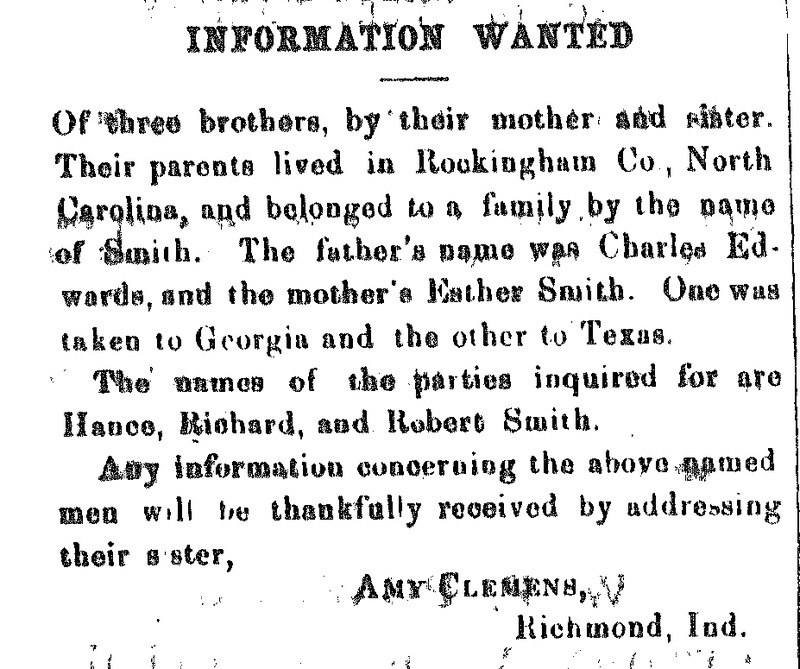 INFORMATION WANTED
Of three brothers, by their mother and sister.
Their parents lived in Rockingham Co., North
Carolina, and belonged to a family by the name
of Smith. The father's name was Charles Ed-
wards, and the mother's Esther Smith. One was
taken to Georgia and the other to Texas.
The names of the parties inquired for are
Hance, Richard, and Robert Smith.
Any information concerning the above named
men will be thankfully received by addressing
their sister,
AMY CLEMENS,
Richmond, Ind.